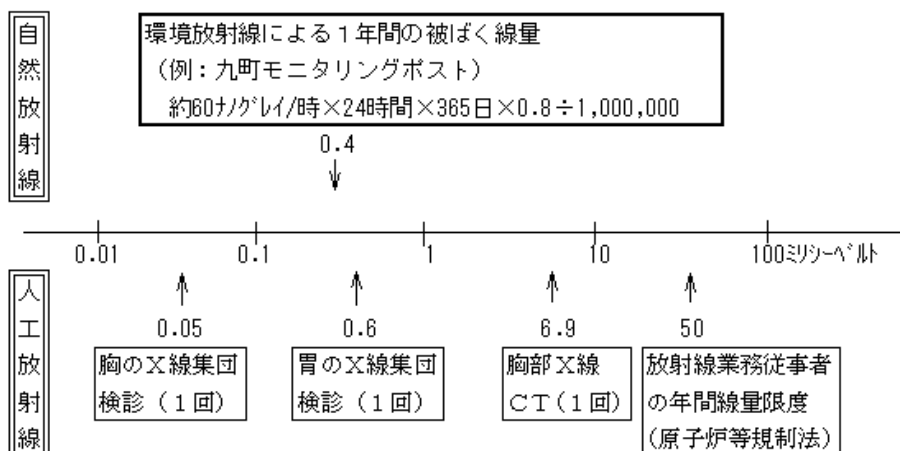 自然放射線
環境放射線による１年間の被ばく線量
（例：九町モニタリングポスト）
約60ﾅﾉｸﾞﾚｲ/時×24時間×365日×0.8÷1,000,000
0.4
↓
0.01 0.1 1 10 100ﾐﾘｼｰﾍﾞﾙﾄ
人工放射線
↑ ↑ ↑ ↑
0.05 0.6 6.9 50
胸のＸ線集団
検診（１回）
胃のＸ線集団
検診（１回）
胸部Ｘ線
ＣＴ(１回)
放射線業務従事者
の年間線量限度
(原子炉等規制法)